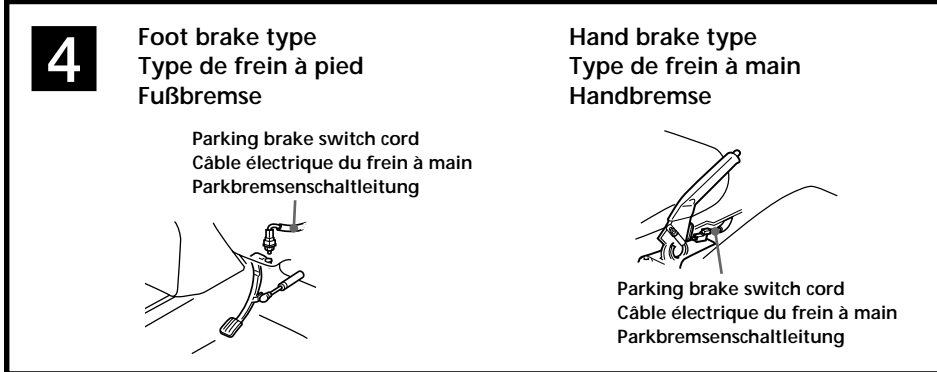 4
Foot brake type
Type de frein à pied
Fußbremse
Parking brake switch cord
Câble électrique du frein à main
Parkbremsenschaltleitung
Hand brake type
Type de frein à main
Handbremse
Parking brake switch cord
Câble électrique du frein à main
Parkbremsenschaltleitung